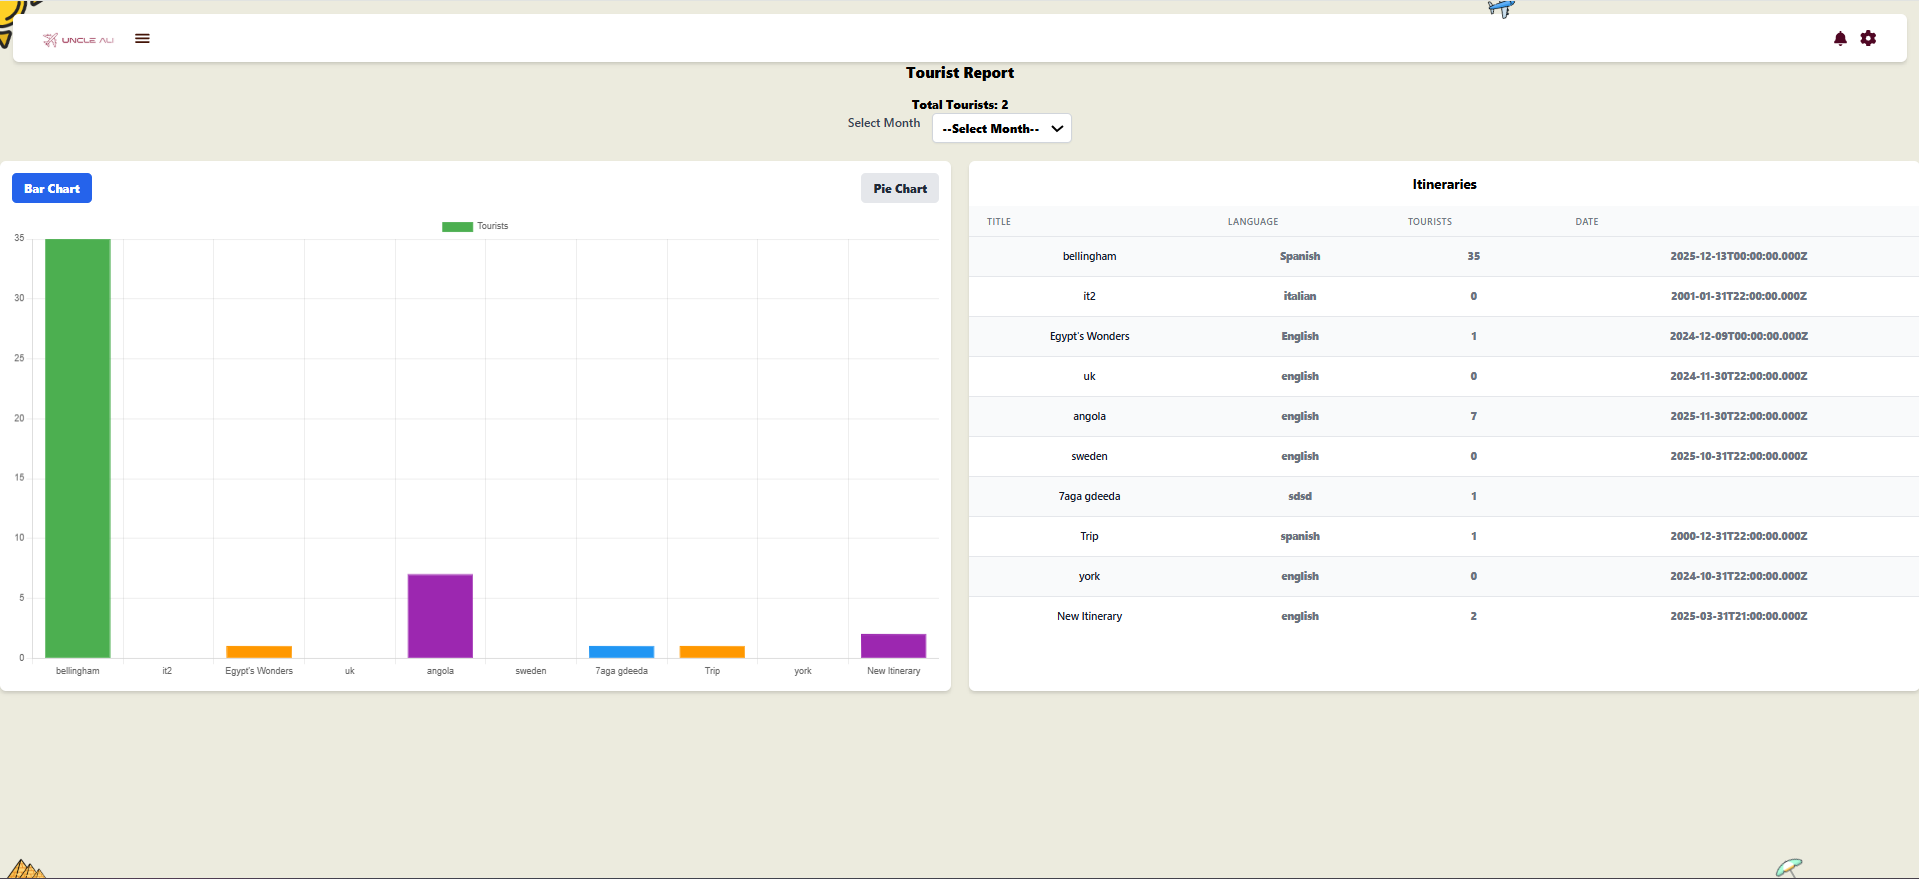 UNCLE ALI
Tourist Report
Total Tourists: 2
Select Month
--Select Month--
Bar Chart
Pie Chart
Tourists
35
30
25
20
15
10
5
0
bellingham it2 Egypt's Wonders uk angola sweden 7aga gdeeda Trip york New Itinerary
Itineraries
TITLE LANGUAGE TOURISTS DATE
bellingham Spanish 35 2025-12-13T00:00:00.000Z
it2 italian 0 2001-01-31T22:00:00.000Z
Egypt's Wonders English 1 2024-12-09T00:00:00.000Z
uk english 0 2024-11-30T22:00:00.000Z
angola english 7 2025-11-30T22:00:00.000Z
sweden english 0 2025-10-31T22:00:00.000Z
7aga gdeeda sdsd 1
Trip spanish 1 2000-12-31T22:00:00.000Z
york english 0 2024-10-31T22:00:00.000Z
New Itinerary english 2 2025-03-31T21:00:00.000Z